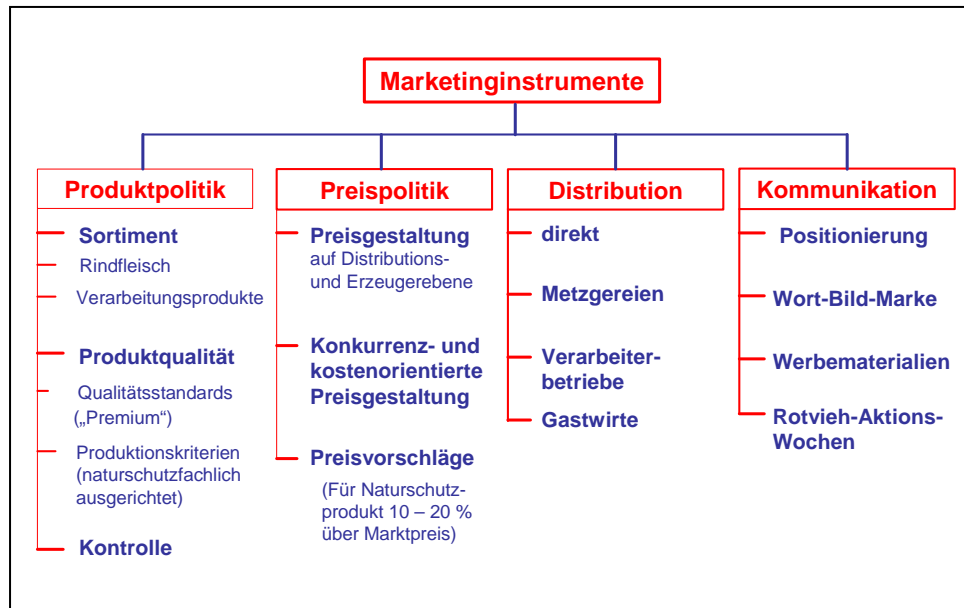 Marketinginstrumente
Produktpolitik
Sortiment
Rindfleisch
Verarbeitungsprodukte
Produktqualität
Qualitätsstandards
(„Premium“)
Produktionskriterien
(naturschutzfachlich
ausgerichtet)
Kontrolle
Preispolitik
Preisgestaltung
auf Distributions-
und Erzeugerebene
Konkurrenz- und
kostenorientierte
Preisgestaltung
Preisvorschläge
(Für Naturschutz-
produkt 10 – 20 %
über Marktpreis)
Distribution
direkt
Metzgereien
Verarbeiter-
betriebe
Gastwirte
Kommunikation
Positionierung
Wort-Bild-Marke
Werbematerialien
Rotvieh-Aktions-
Wochen